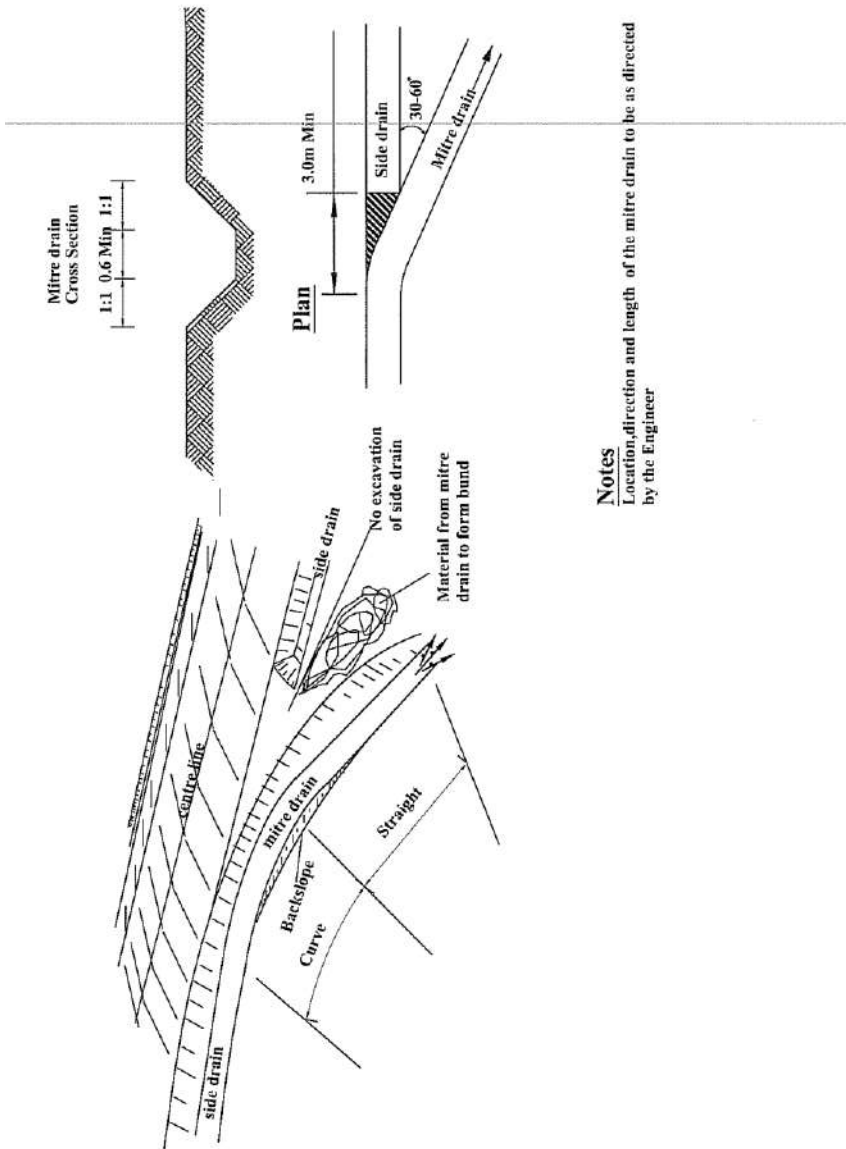 Mitre drain
Cross Section
1:1 0.6 Min 1:1
3.0m Min
Side drain
30-60°
Mitre drain
Plan
side drain
No excavation
of side drain
Material from mitre
drain to form bund
centre line
mitre drain
Backslope
Straight
Curve
side drain
Notes
Location,direction and length of the mitre drain to be as directed
by the Engineer